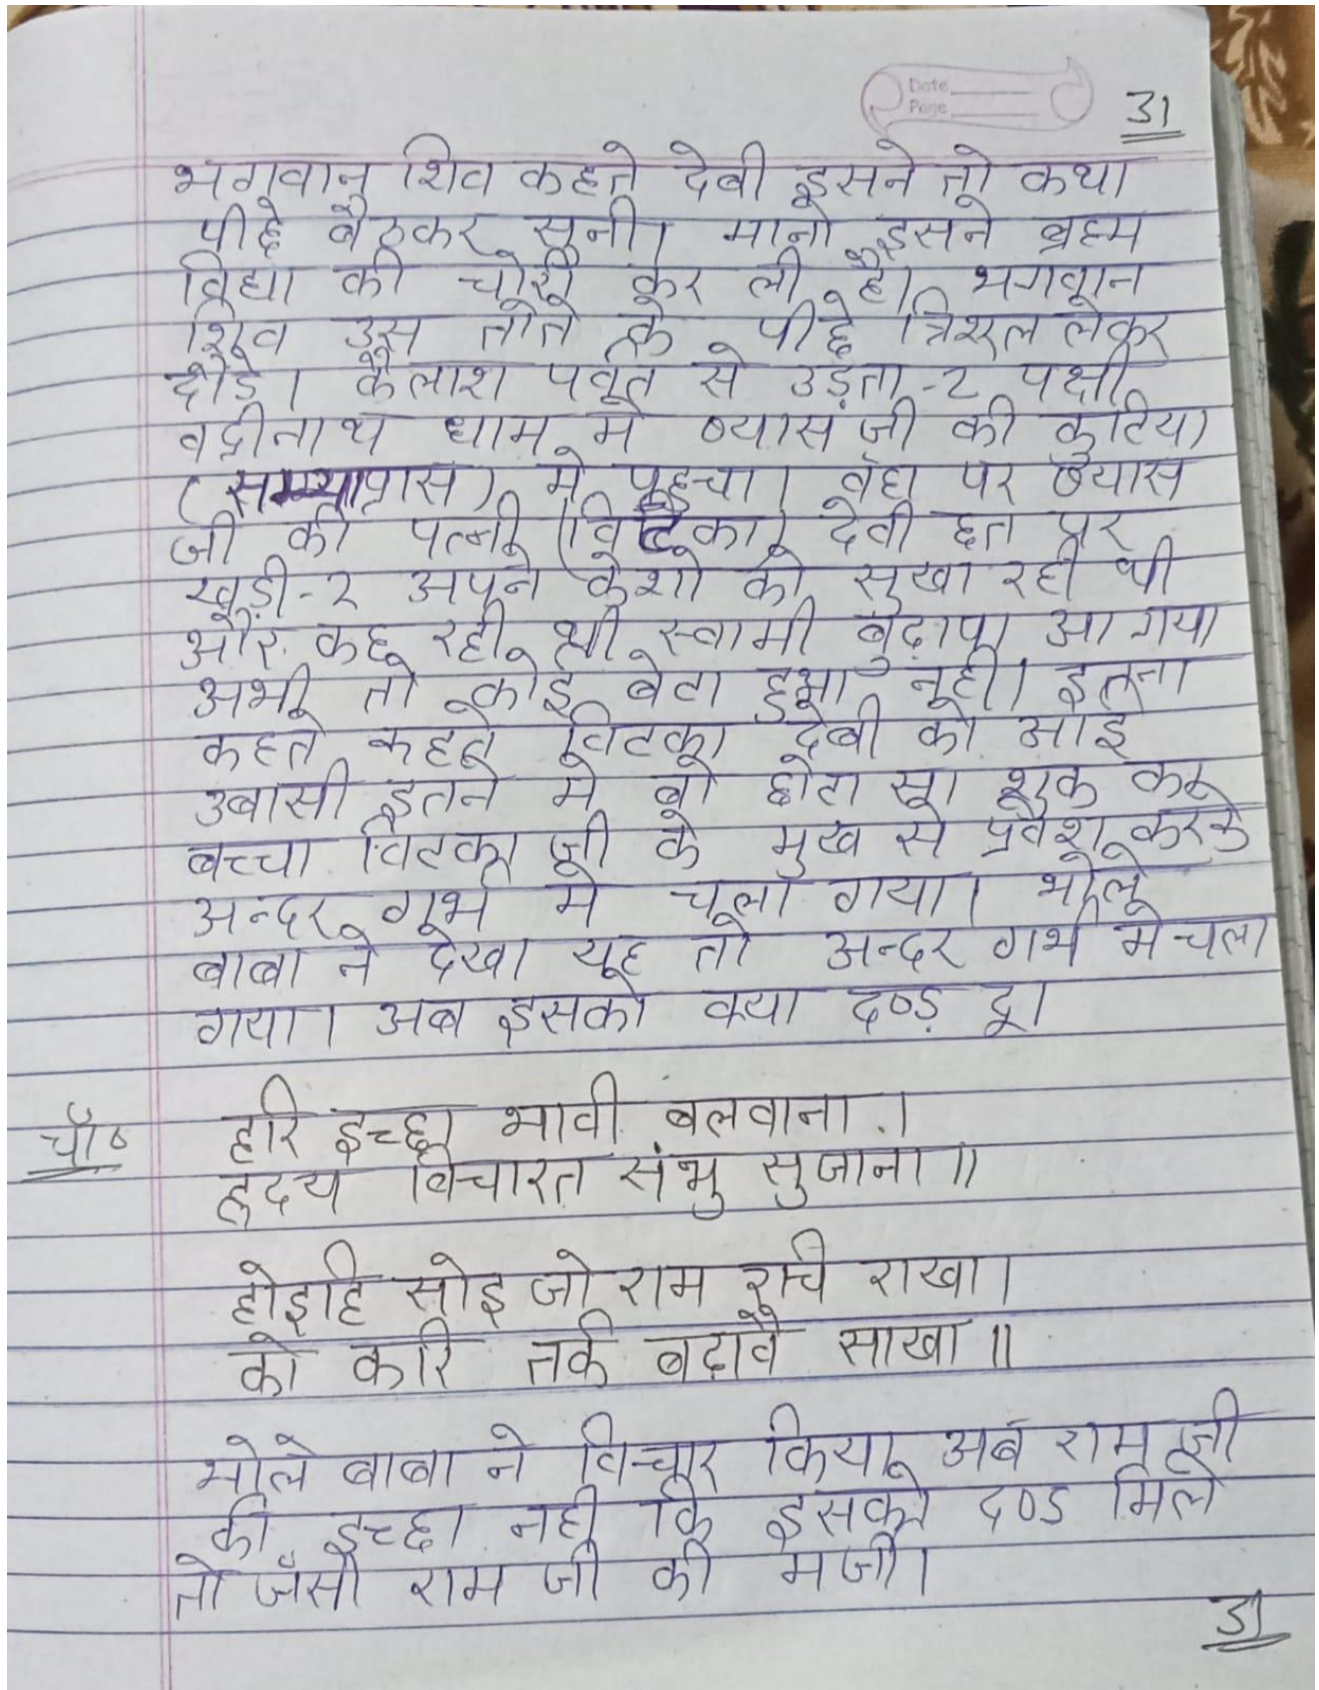 Date
Page
31
भगवान शिव कहते देवी इसने तो कथा
पीछे बैठकर सुनी। मानो इसने ब्रह्म
विद्या की चोरी कर ली है। भगवान
शिव उस तोते के पीछे त्रिशूल लेकर
दौड़े। कैलाश पर्वत से उड़ता-2 पक्षी
वद्रीनाथ धाम में व्यास जी की कुटिया
(सम्याप्रास) में पहुचा। वहा पर व्यास
जी की पत्नी (विटिका) देवी छत पर
खड़ी-2 अपने केशो को सुखा रही थी
और कह रही थी स्वामी बुढ़ापा आ गया
अभी तो कोई बेटा हुआ नही। इतना
कहते कहते विटका देवी को आई
उबासी इतने मे वो छोटा सा शुक का
बच्चा विटका जी के मुख से प्रवेश करके
अन्दर गर्भ मे चला गया। भोले
बाबा ने देखा यह तो अन्दर गर्भ मे चला
गया। अब इसको क्या दण्ड़ दू।
चौ० हरि इच्छा भावी बलवाना।
ह्रदय विचारत संभु सुजाना॥
होइहि सोइ जो राम रचि राखा।
को करि तर्क बढ़ावै साखा॥
भोले बाबा ने विचार किया अब राम जी
की इच्छा नही कि इसको दण्ड मिले
तो जैसी राम जी की मर्जी।
31